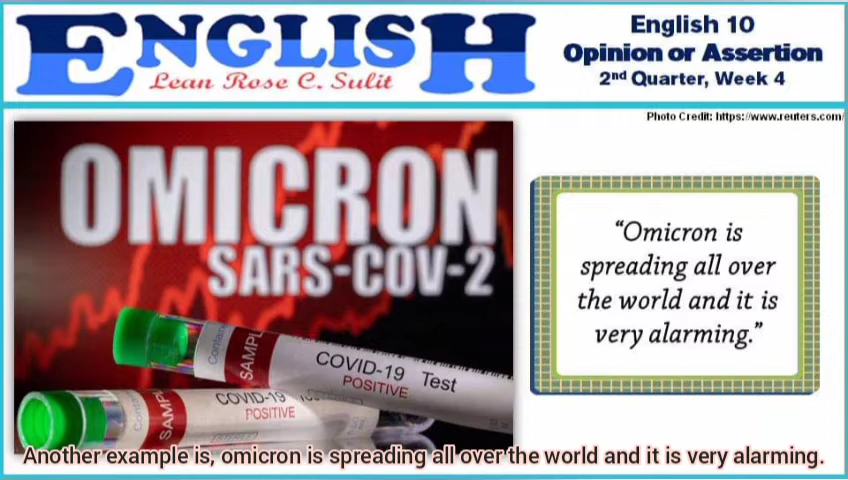 ENGLISH
Lean Rose C. Sulit
English 10
Opinion or Assertion
2nd Quarter, Week 4
Photo Credit: https://www.reuters.com/
OMICRON
SARS-COV-2
SAMPL
COVID-19 Test
POSITIVE
SAMP
COVID-19
POSITIVE
“Omicron is
spreading all over
the world and it is
very alarming.”
Another example is, omicron is spreading all over the world and it is very alarming.